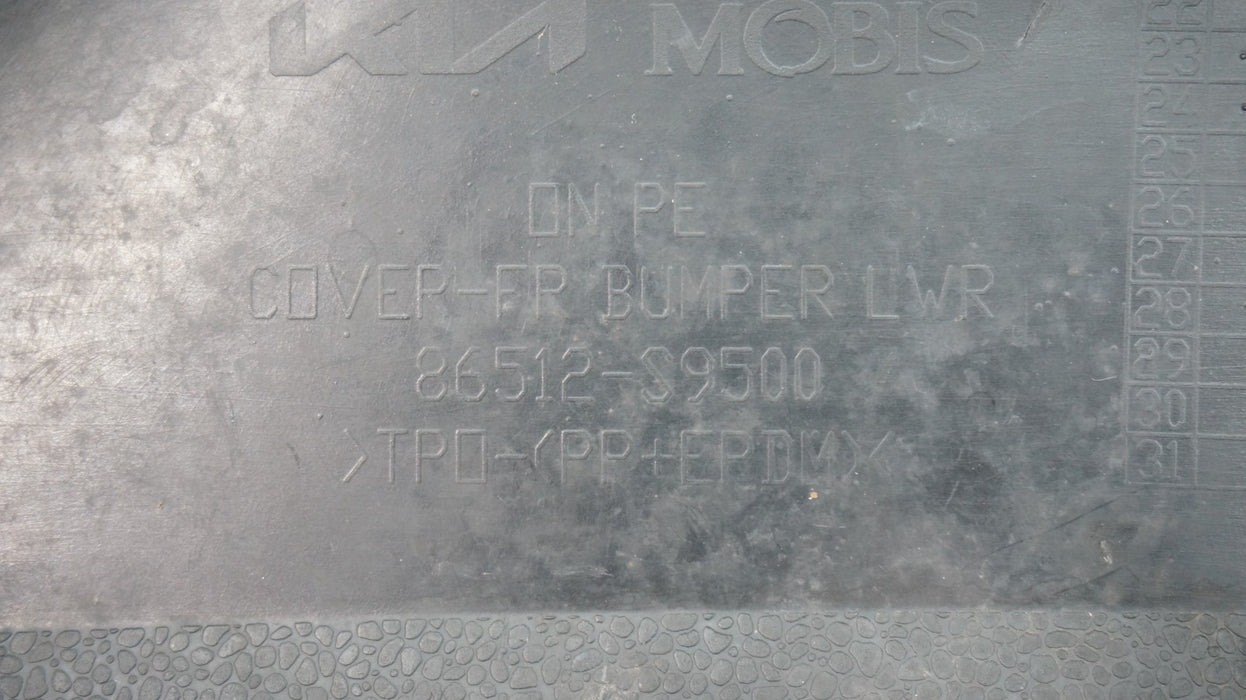 KIA MOBIS
ON PE
COVER-FR BUMPER LWR
86512-S9500
>TPO-(PP+EPDM)<
22
23
24
25
26
27
28
29
30
31